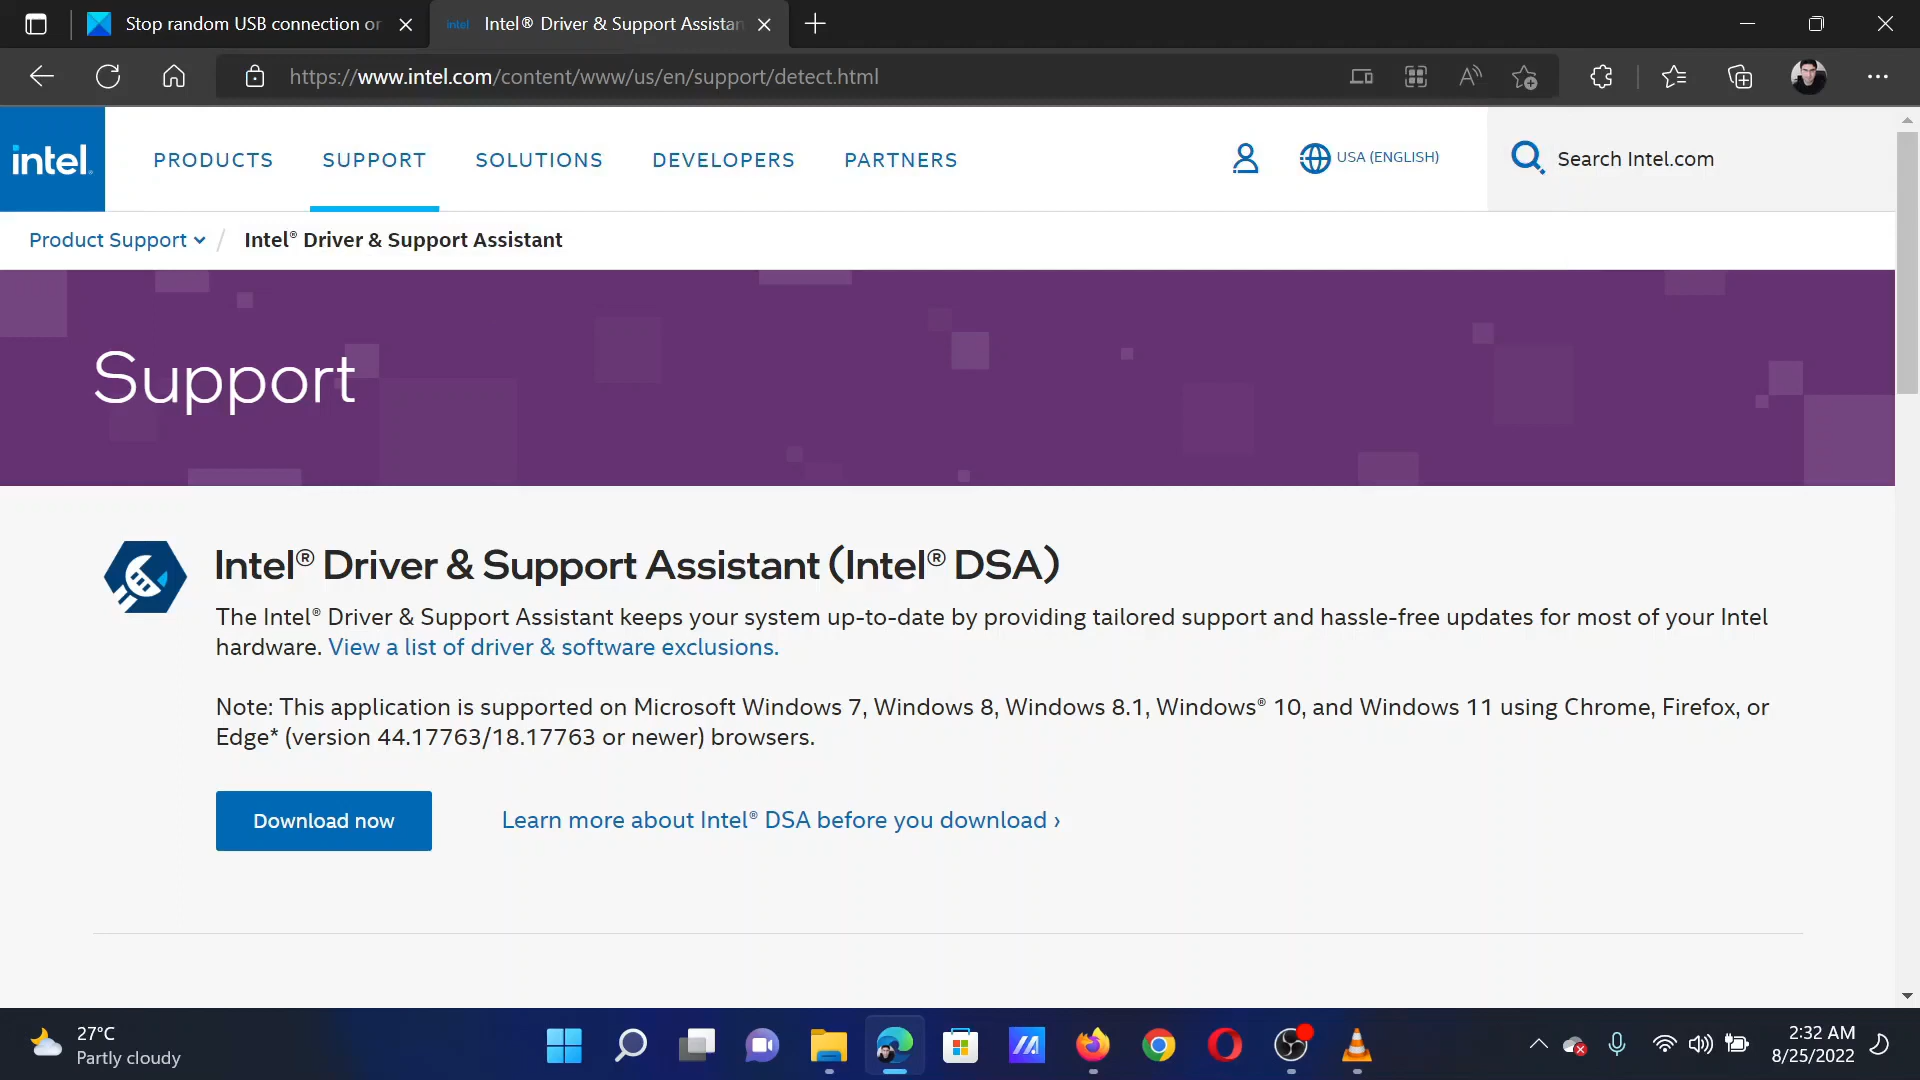 Stop random USB connection or
intel Intel® Driver & Support Assistan
https://www.intel.com/content/www/us/en/support/detect.html
intel.
PRODUCTS
SUPPORT
SOLUTIONS
DEVELOPERS
PARTNERS
USA (ENGLISH)
Search Intel.com
Product Support / Intel® Driver & Support Assistant
Support
Intel® Driver & Support Assistant (Intel® DSA)
The Intel® Driver & Support Assistant keeps your system up-to-date by providing tailored support and hassle-free updates for most of your Intel
hardware. View a list of driver & software exclusions.
Note: This application is supported on Microsoft Windows 7, Windows 8, Windows 8.1, Windows® 10, and Windows 11 using Chrome, Firefox, or
Edge* (version 44.17763/18.17763 or newer) browsers.
Download now
Learn more about Intel® DSA before you download ›
27°C
Partly cloudy
2:32 AM
8/25/2022